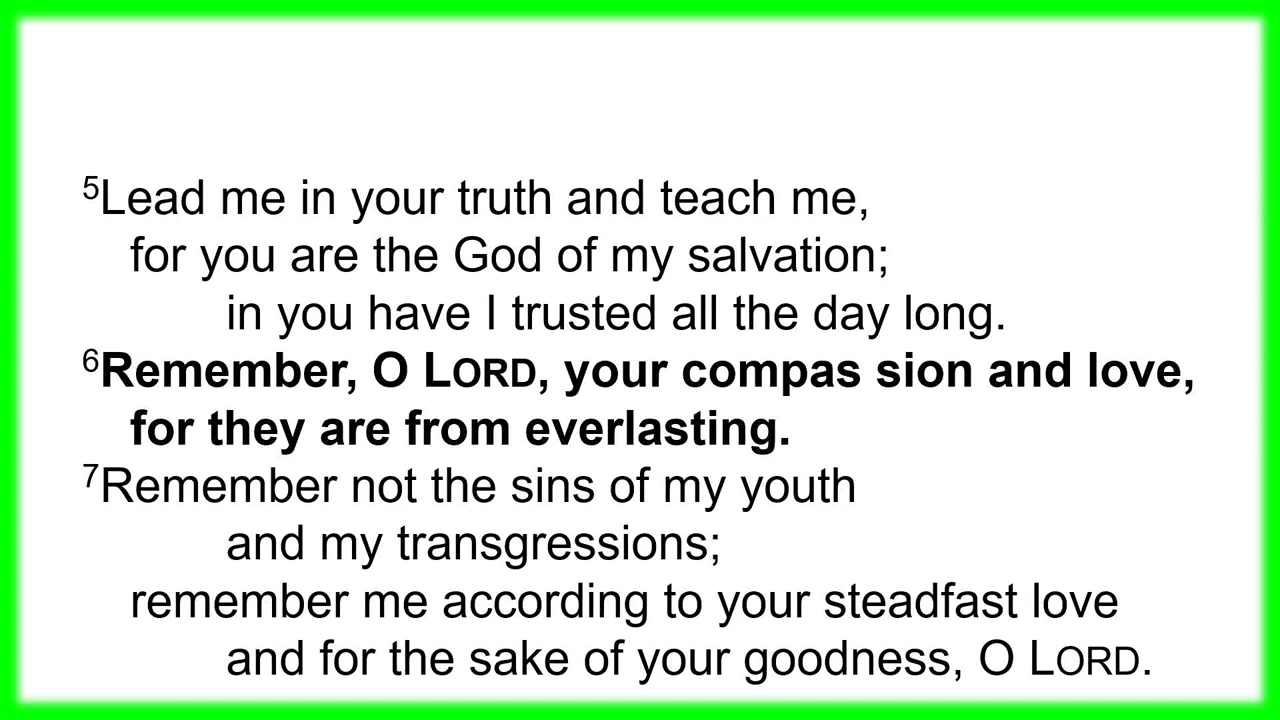 ⁵Lead me in your truth and teach me,
for you are the God of my salvation;
in you have I trusted all the day long.
⁶Remember, O LORD, your compas sion and love,
for they are from everlasting.
⁷Remember not the sins of my youth
and my transgressions;
remember me according to your steadfast love
and for the sake of your goodness, O LORD.